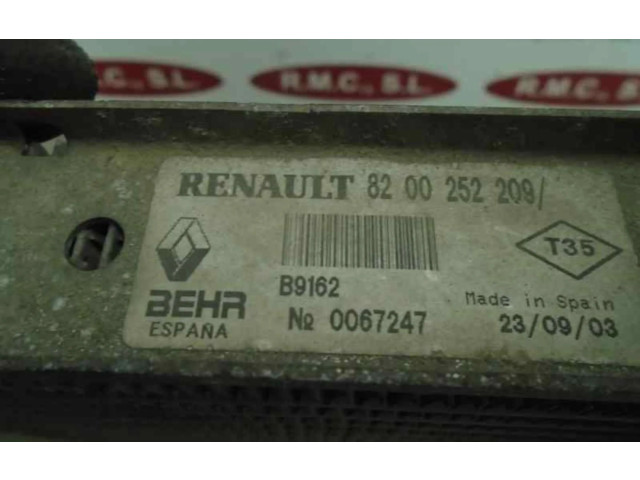 R.M.C., S.L.
R.M.C., S.L.
R.M.C., S.L.
RENAULT 82 00 252 209/
T35
B9162
BEHR
ESPAÑA
№ 0067247
Made in Spain
23/09/03